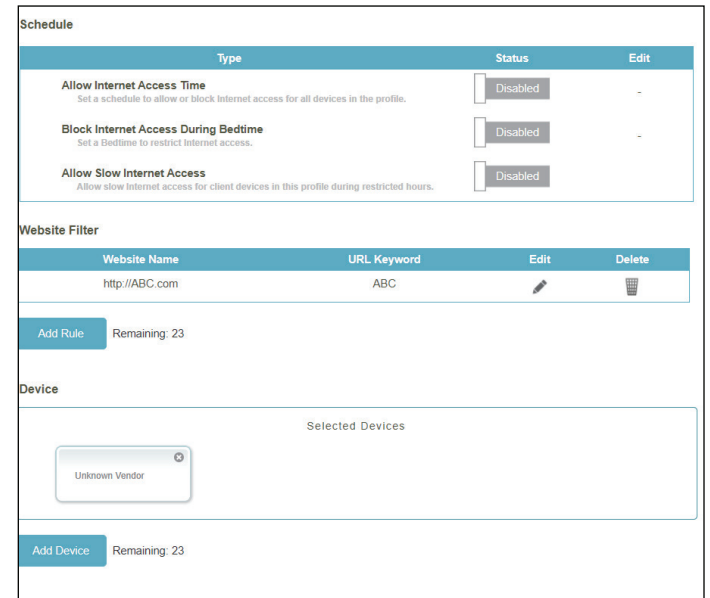 Schedule
Type Status Edit
Allow Internet Access Time Disabled -
Set a schedule to allow or block Internet access for all devices in the profile.
Block Internet Access During Bedtime Disabled -
Set a Bedtime to restrict Internet access.
Allow Slow Internet Access Disabled
Allow slow Internet access for client devices in this profile during restricted hours.
Website Filter
Website Name URL Keyword Edit Delete
http://ABC.com ABC
Add Rule Remaining: 23
Device
Selected Devices
Unknown Vendor
Add Device Remaining: 23